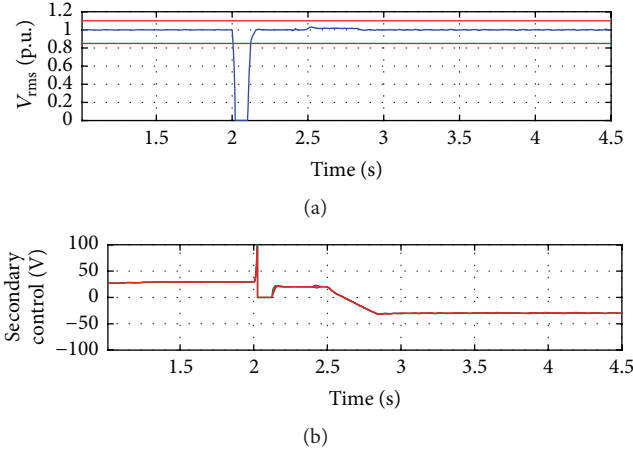 1.2
1
0.8
0.6
0.4
0.2
0
V_rms (p.u.)
1.5 2 2.5 3 3.5 4 4.5
Time (s)
(a)
100
50
0
−50
−100
Secondary
control (V)
1.5 2 2.5 3 3.5 4 4.5
Time (s)
(b)